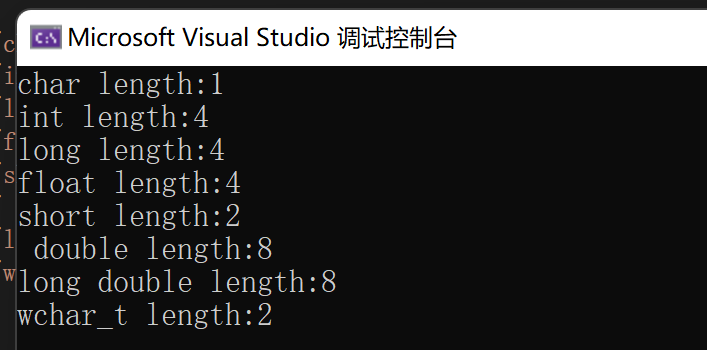 Microsoft Visual Studio 调试控制台
char length:1
int length:4
long length:4
float length:4
short length:2
 double length:8
long double length:8
wchar_t length:2